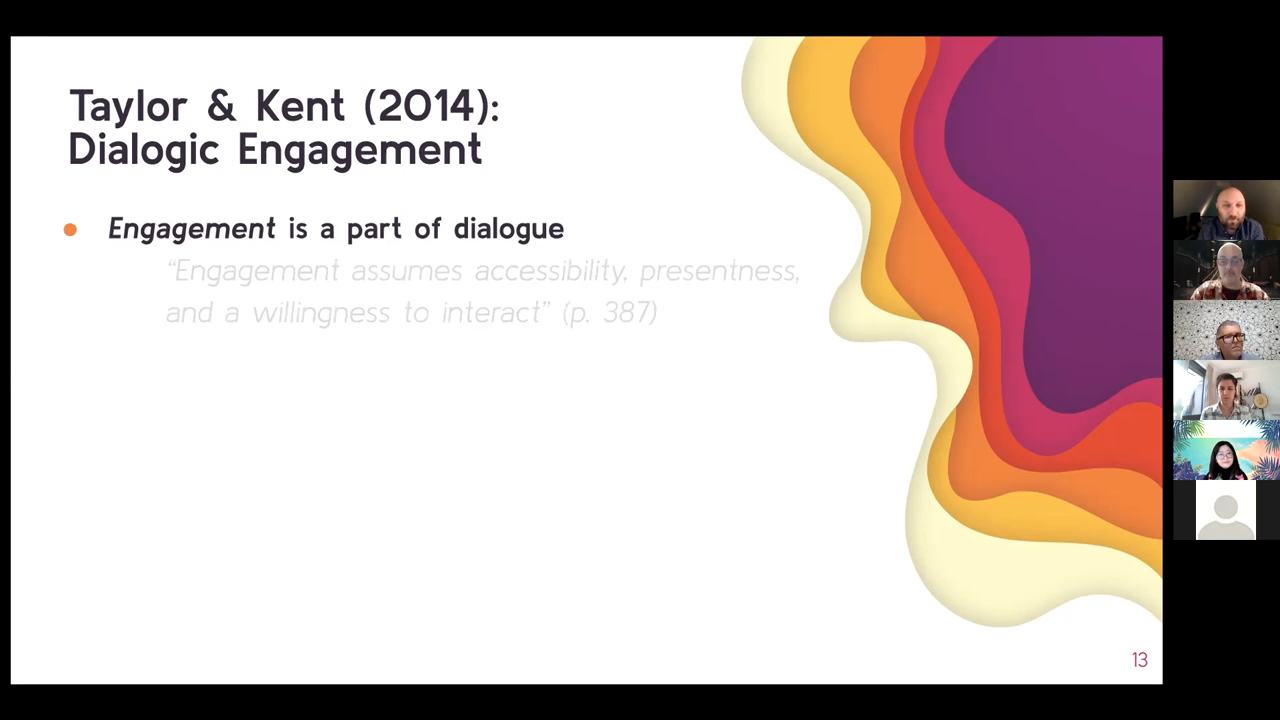 Taylor & Kent (2014):
Dialogic Engagement
● Engagement is a part of dialogue
“Engagement assumes accessibility, presentness,
and a willingness to interact” (p. 387)
13